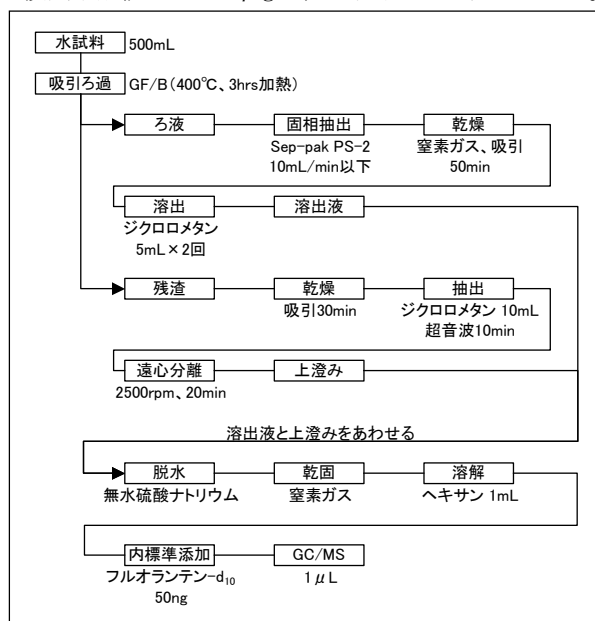 水試料 500mL
吸引ろ過 GF/B(400℃、3hrs加熱)
ろ液 固相抽出 乾燥
Sep-pak PS-2 窒素ガス、吸引
10mL/min以下 50min
溶出 溶出液
ジクロロメタン
5mL×2回
残渣 乾燥 抽出
吸引30min ジクロロメタン 10mL
超音波10min
遠心分離 上澄み
2500rpm、20min
溶出液と上澄みをあわせる
脱水 乾固 溶解
無水硫酸ナトリウム 窒素ガス ヘキサン 1mL
内標準添加 GC/MS
フルオランテン-d₁₀ 1μL
50ng